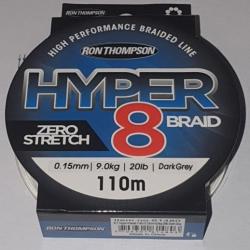 HIGH PERFORMANCE BRAIDED LINE
RON THOMPSON
HYPER
8
BRAID
ZERO
STRETCH
0.15mm | 9.0kg | 20lb | DarkGrey
110m
RON THOMPSON